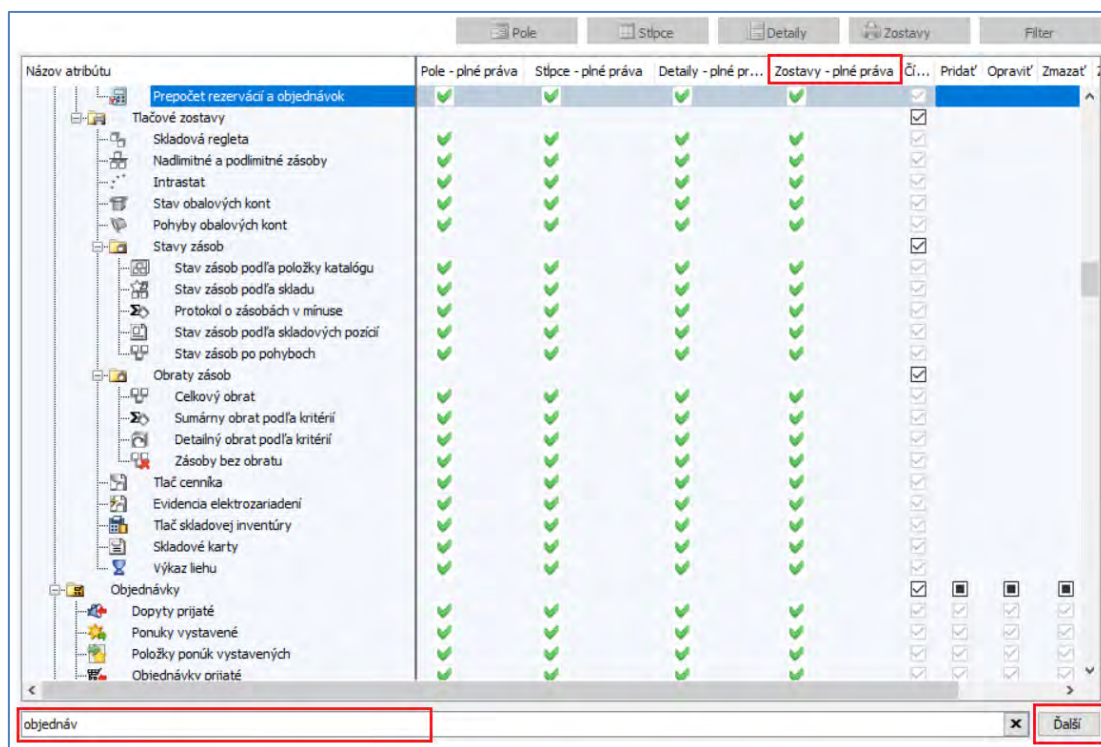 Pole Stĺpce Detaily Zostavy Filter
Názov atribútu Pole - plné práva Stĺpce - plné práva Detaily - plné pr... Zostavy - plné práva Čí... Pridať Opraviť Zmazať
Prepočet rezervácií a objednávok
Tlačové zostavy
Skladová regleta
Nadlimitné a podlimitné zásoby
Intrastat
Stav obalových kont
Pohyby obalových kont
Stavy zásob
Stav zásob podľa položky katalógu
Stav zásob podľa skladu
Protokol o zásobách v mínuse
Stav zásob podľa skladových pozícií
Stav zásob po pohyboch
Obraty zásob
Celkový obrat
Sumárny obrat podľa kritérií
Detailný obrat podľa kritérií
Zásoby bez obratu
Tlač cenníka
Evidencia elektrozariadení
Tlač skladovej inventúry
Skladové karty
Výkaz liehu
Objednávky
Dopyty prijaté
Ponuky vystavené
Položky ponúk vystavených
Objednávky prijaté
objednáv Ďalší